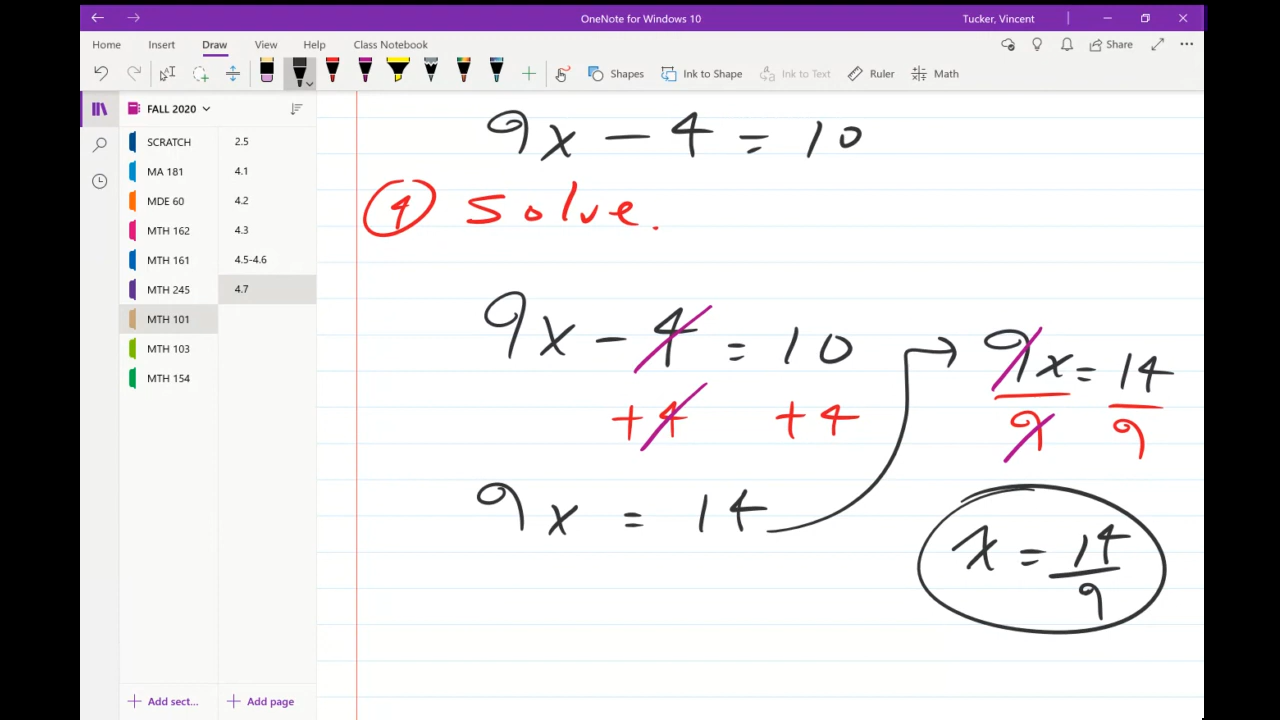 OneNote for Windows 10
Tucker, Vincent
Home Insert Draw View Help Class Notebook Share
Shapes Ink to Shape Ink to Text Ruler Math
FALL 2020
SCRATCH
MA 181
MDE 60
MTH 162
MTH 161
MTH 245
MTH 101
MTH 103
MTH 154
Add sect...
2.5
4.1
4.2
4.3
4.5-4.6
4.7
Add page
9x - 4 = 10
4 Solve.
9x - 4 = 10
+4 +4
9x = 14
9x = 14
9 9
x = 14/9